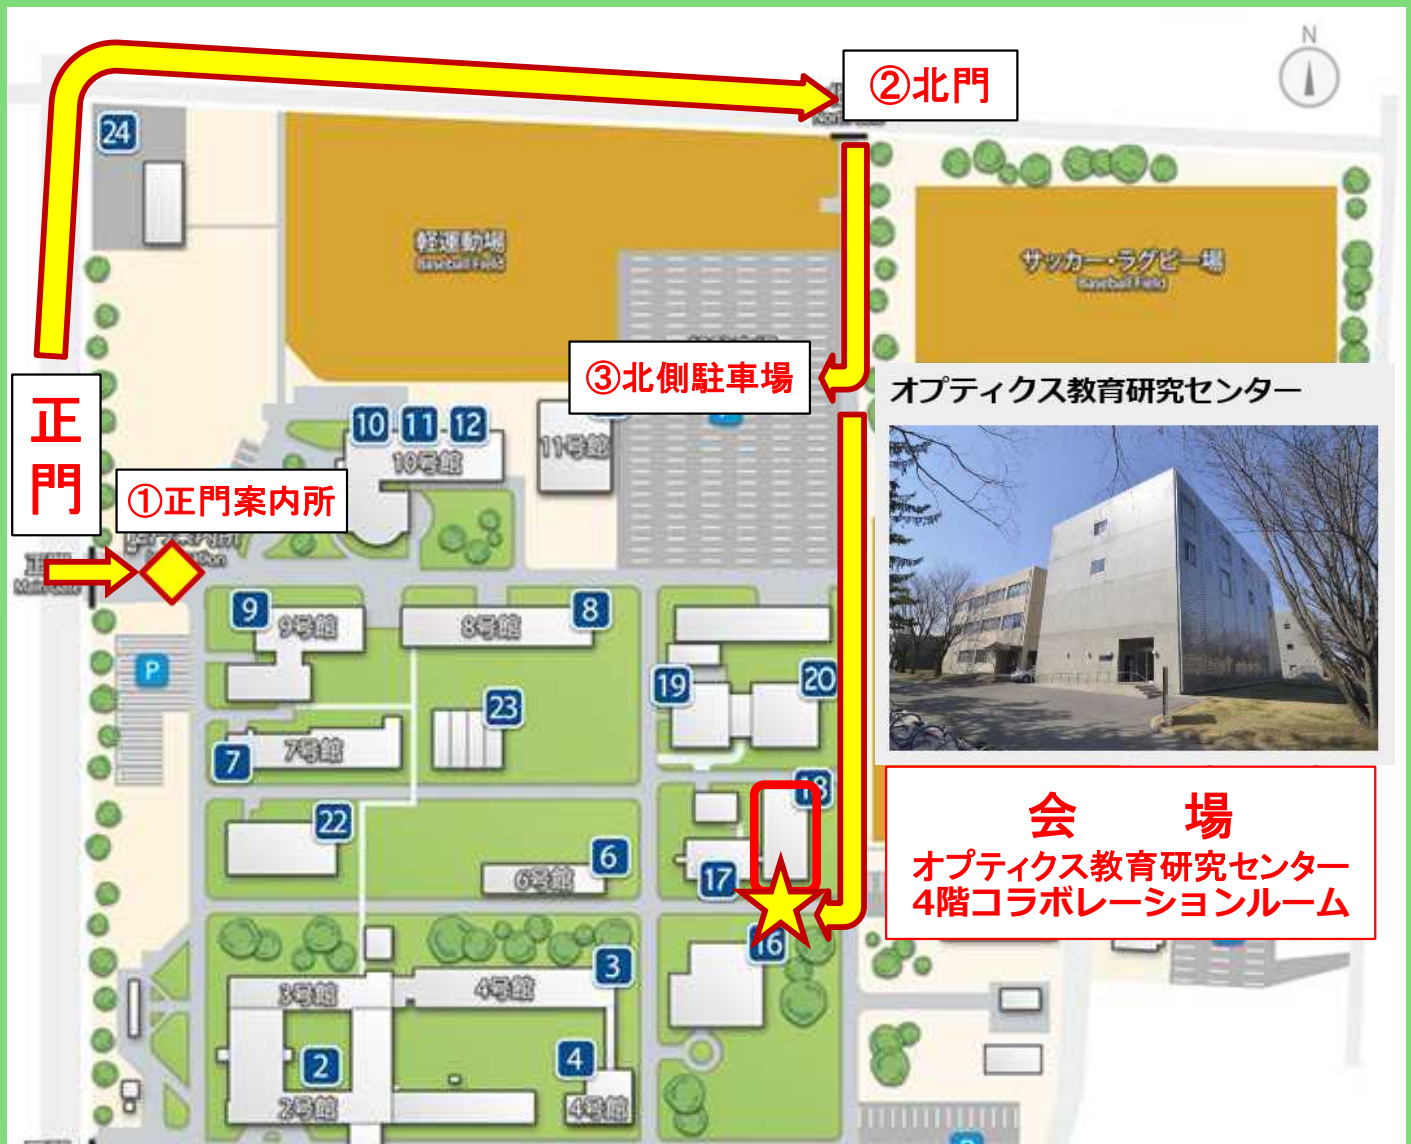 N
②北門
24
軽運動場
Baseball Field
サッカー・ラグビー場
Baseball Field
③北側駐車場
オプティクス教育研究センター
正
門
10
11
12
10号館
11号館
①正門案内所
Main Gate
P
9
9号館
8
8号館
19
20
23
7
7号館
22
18
6
6号館
17
会 場
オプティクス教育研究センター
4階コラボレーションルーム
16
3
3号館
4号館
2
2号館
4
4号館